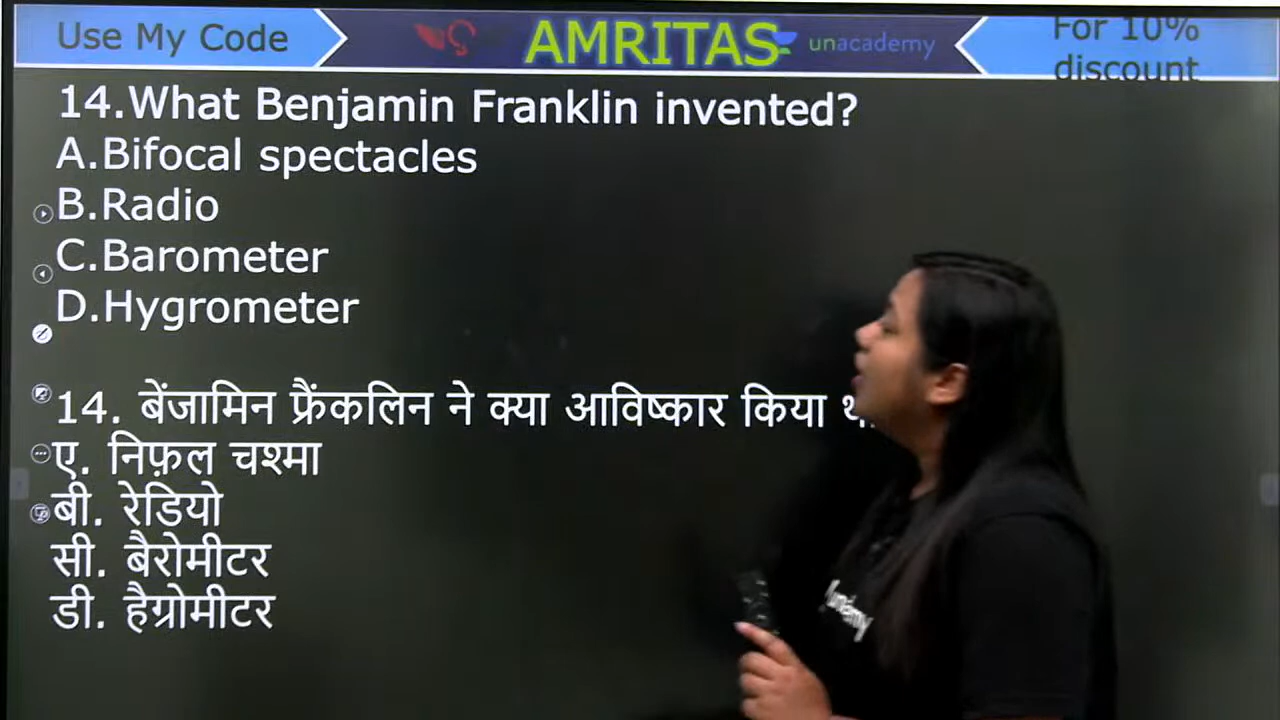 Use My Code
AMRITAS
unacademy
For 10%
discount
14.What Benjamin Franklin invented?
A.Bifocal spectacles
B.Radio
C.Barometer
D.Hygrometer
14. बेंजामिन फ्रैंकलिन ने क्या आविष्कार किया
ए. निफ़ल चश्मा
बी. रेडियो
सी. बैरोमीटर
डी. हैग्रोमीटर
unacademy